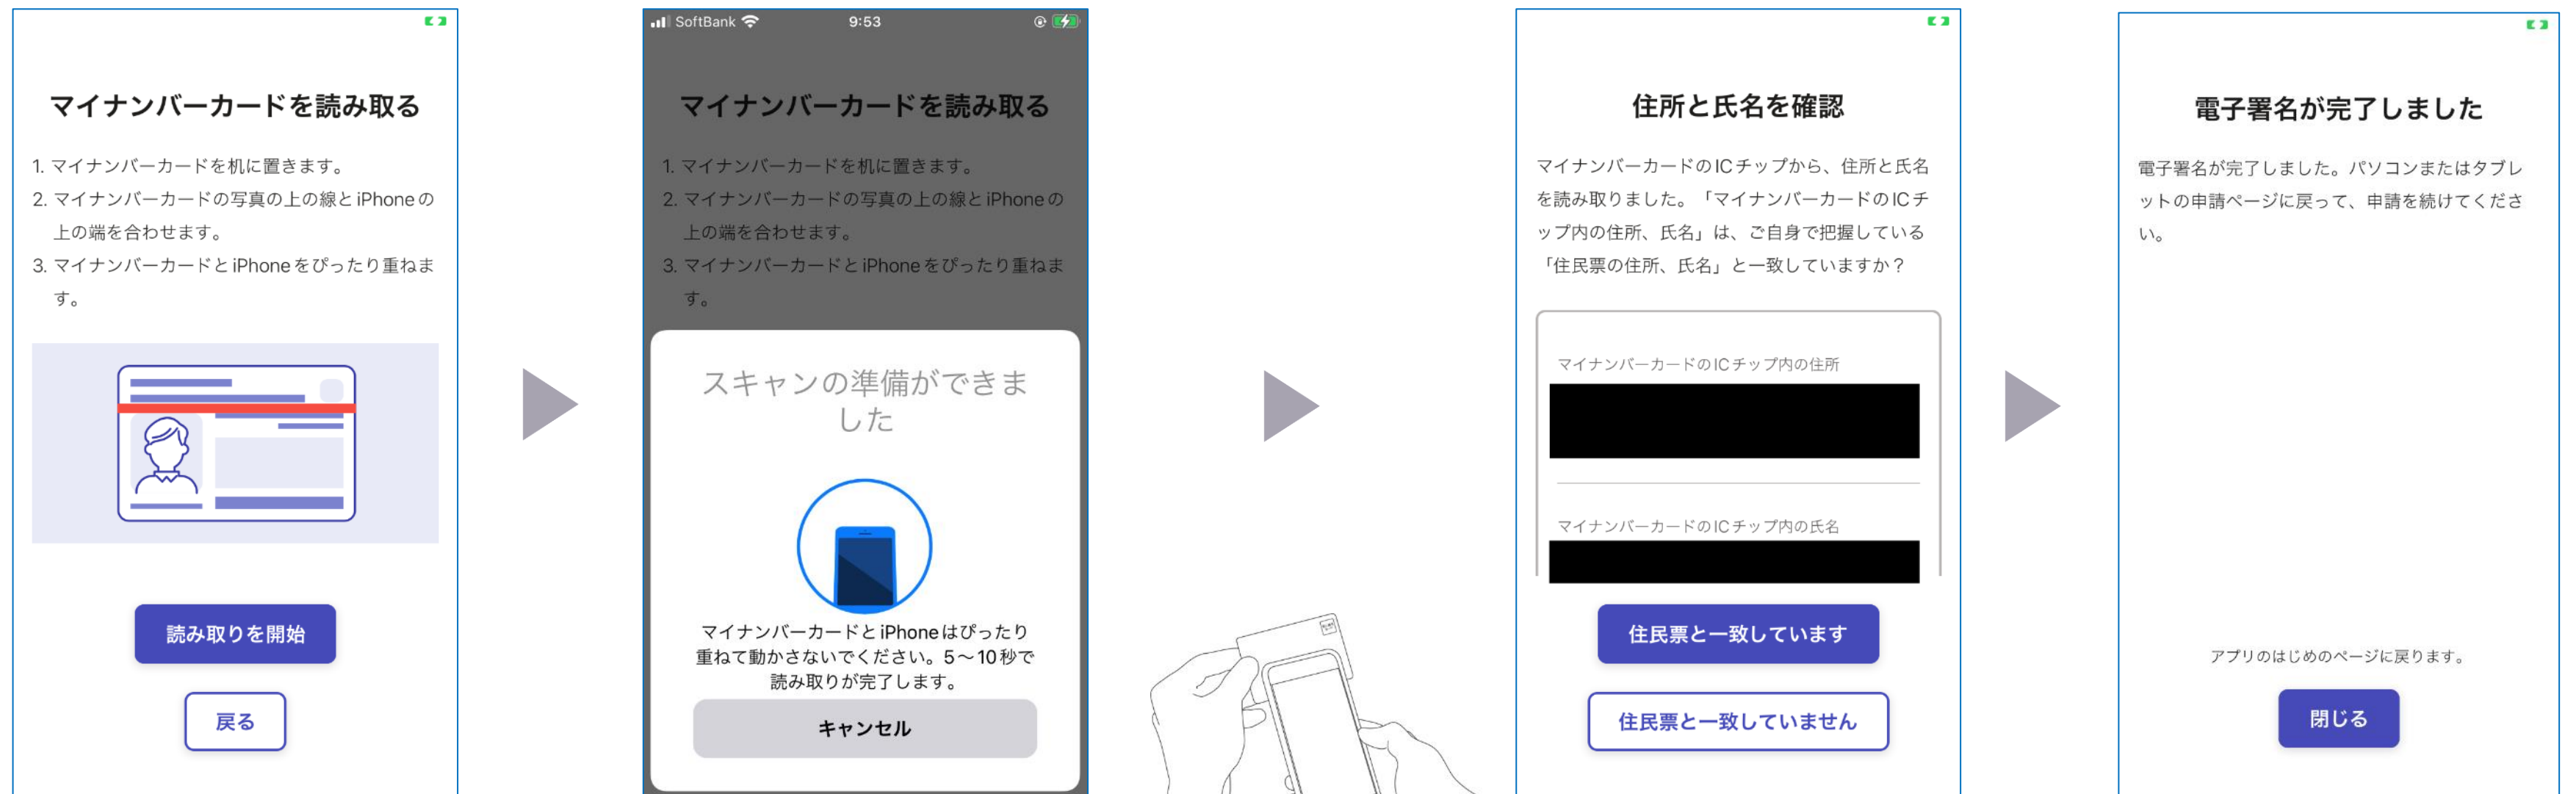 マイナンバーカードを読み取る
1. マイナンバーカードを机に置きます。
2. マイナンバーカードの写真の上の線とiPhoneの
上の端を合わせます。
3. マイナンバーカードとiPhoneをぴったり重ねま
す。
読み取りを開始
戻る
SoftBank 9:53
マイナンバーカードを読み取る
1. マイナンバーカードを机に置きます。
2. マイナンバーカードの写真の上の線とiPhoneの
上の端を合わせます。
3. マイナンバーカードとiPhoneをぴったり重ねま
す。
スキャンの準備ができま
した
マイナンバーカードとiPhoneはぴったり
重ねて動かさないでください。5〜10秒で
読み取りが完了します。
キャンセル
住所と氏名を確認
マイナンバーカードのICチップから、住所と氏名
を読み取りました。「マイナンバーカードのICチ
ップ内の住所、氏名」は、ご自身で把握している
「住民票の住所、氏名」と一致していますか？
マイナンバーカードのICチップ内の住所
マイナンバーカードのICチップ内の氏名
住民票と一致しています
住民票と一致していません
電子署名が完了しました
電子署名が完了しました。パソコンまたはタブレ
ットの申請ページに戻って、申請を続けてくださ
い。
アプリのはじめのページに戻ります。
閉じる